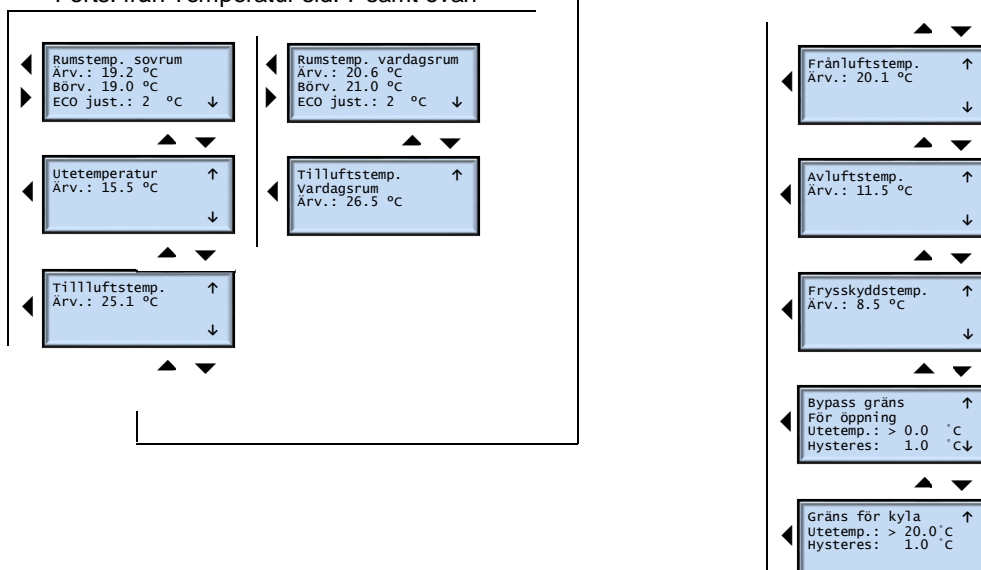 Rumstemp. sovrum
Ärv.: 19.2 ºC
Börv. 19.0 ºC
ECO just.: 2 ºC ↓
Utetemperatur ↑
Ärv.: 15.5 ºC
↓
Tillluftstemp. ↑
Ärv.: 25.1 ºC
↓
Rumstemp. vardagsrum
Ärv.: 20.6 ºC
Börv. 21.0 ºC
ECO just.: 2 ºC ↓
Tilluftstemp. ↑
Vardagsrum
Ärv.: 26.5 ºC
Frånluftstemp. ↑
Ärv.: 20.1 ºC
↓
Avluftstemp. ↑
Ärv.: 11.5 ºC
↓
Frysskyddstemp. ↑
Ärv.: 8.5 ºC
↓
Bypass gräns ↑
För öppning
Utetemp.: > 0.0 °C
Hysteres: 1.0 °C↓
Gräns för kyla ↑
Utetemp.: > 20.0°C
Hysteres: 1.0 °C